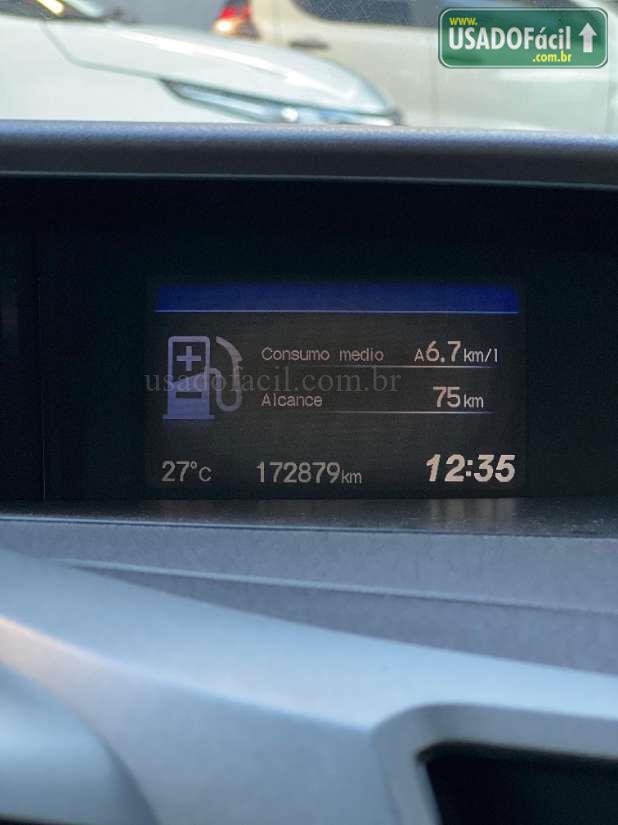 www.
USADOFácil
.com.br
Consumo medio A6.7km/l
usadofacil.com.br
Alcance 75km
27°C 172879km 12:35